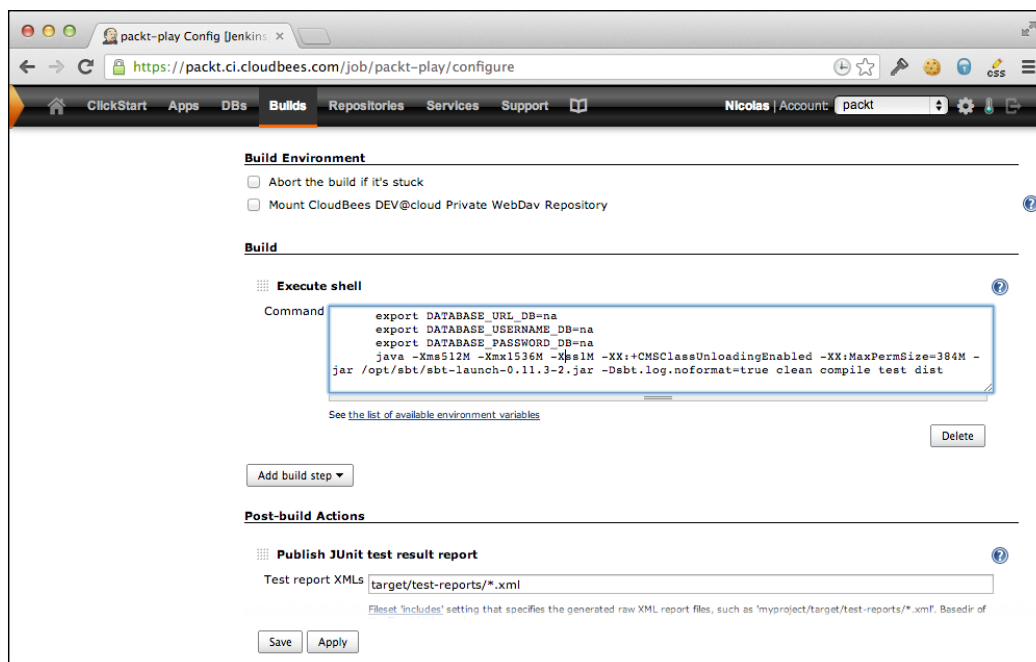 packt-play Config [Jenkins
https://packt.ci.cloudbees.com/job/packt-play/configure
css
ClickStart Apps DBs Builds Repositories Services Support Nicolas | Account: packt
Build Environment
Abort the build if it's stuck
Mount CloudBees DEV@cloud Private WebDav Repository
?
Build
Execute shell
?
Command
export DATABASE_URL_DB=na
export DATABASE_USERNAME_DB=na
export DATABASE_PASSWORD_DB=na
java -Xms512M -Xmx1536M -Xss1M -XX:+CMSClassUnloadingEnabled -XX:MaxPermSize=384M -
jar /opt/sbt/sbt-launch-0.11.3-2.jar -Dsbt.log.noformat=true clean compile test dist
See the list of available environment variables
Delete
Add build step
Post-build Actions
Publish JUnit test result report
?
Test report XMLs target/test-reports/*.xml
Fileset 'includes' setting that specifies the generated raw XML report files, such as 'myproject/target/test-reports/*.xml'. Basedir of
Save Apply